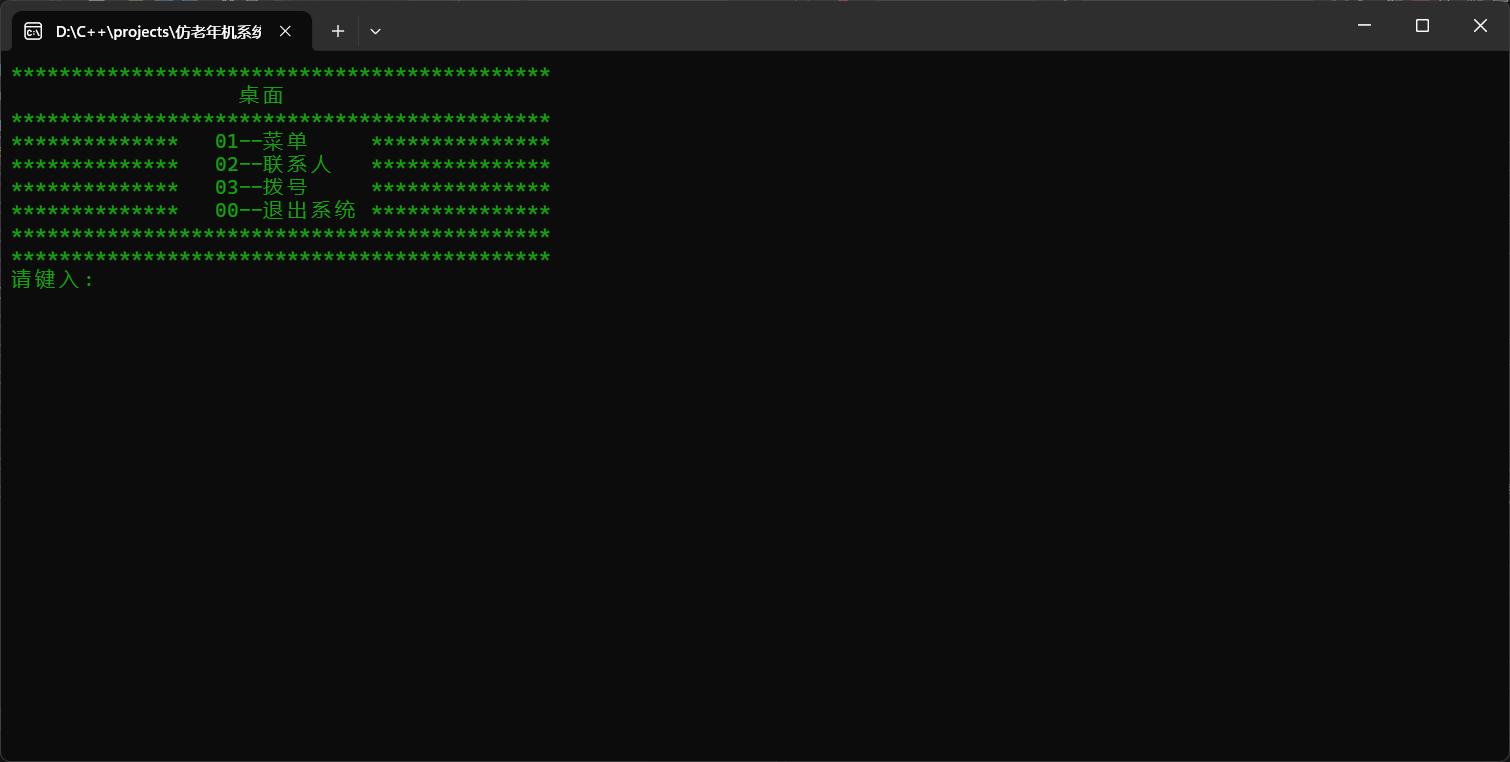 D:\C++\projects\仿老年机系统
*********************************************
桌面
*********************************************
************** 01--菜单 ***************
************** 02--联系人 ***************
************** 03--拨号 ***************
************** 00--退出系统 ***************
*********************************************
*********************************************
请键入: